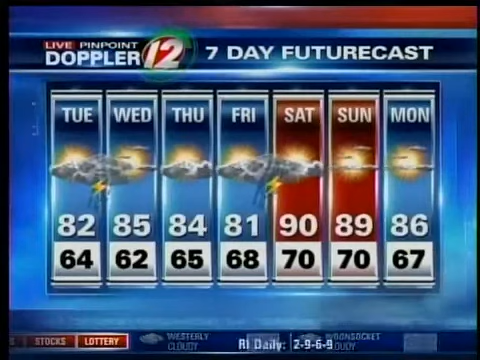 LIVE PINPOINT
DOPPLER 12
7 DAY FUTURECAST
TUE WED THU FRI SAT SUN MON
82 85 84 81 90 89 86
64 62 65 68 70 70 67
S STOCKS LOTTERY
WESTERLY
CLOUDY
RI Daily: 2-9-6-9
WOONSOCKET
CLOUDY